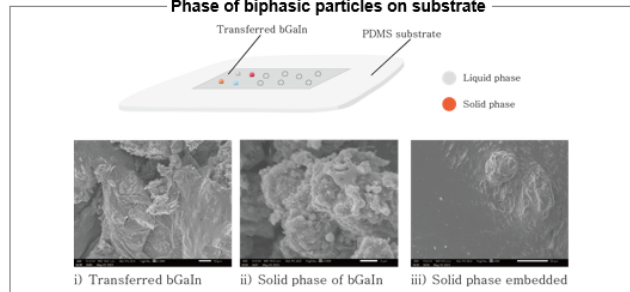 Phase of biphasic particles on substrate
Transferred bGaIn
PDMS substrate
Liquid phase
Solid phase
i) Transferred bGaIn
ii) Solid phase of bGaIn
iii) Solid phase embedded